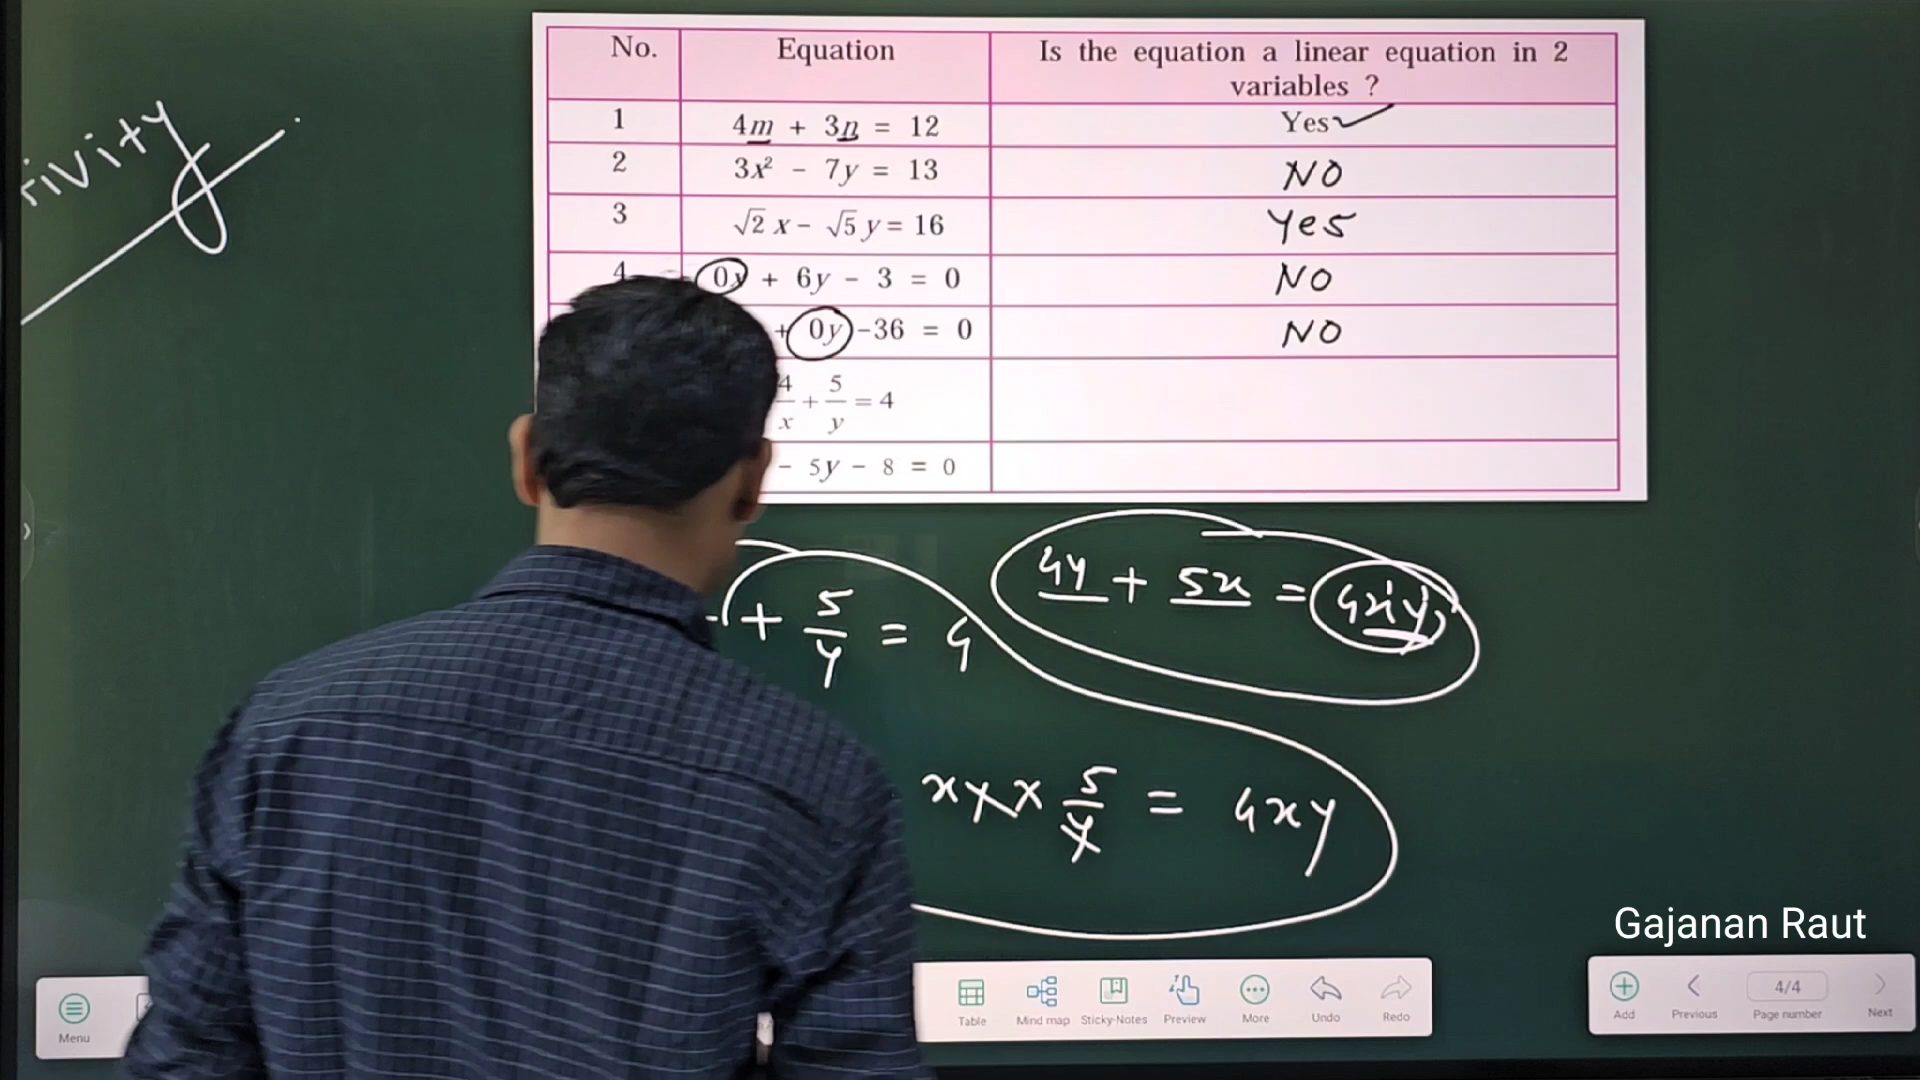 No. Equation Is the equation a linear equation in 2
variables ?
1 4m + 3n = 12 Yes
2 3x² − 7y = 13 NO
3 √2 x − √5 y = 16 Yes
4 0x + 6y − 3 = 0 NO
+ 0y − 36 = 0 NO
4/x + 5/y = 4
− 5y − 8 = 0
4y + 5x = 4xy
+ 5/y = 4
xy × 5/y = 4xy
Gajanan Raut
Menu Table Mind map Sticky-Notes Preview More Undo Redo
4/4
Add Previous Page number Next